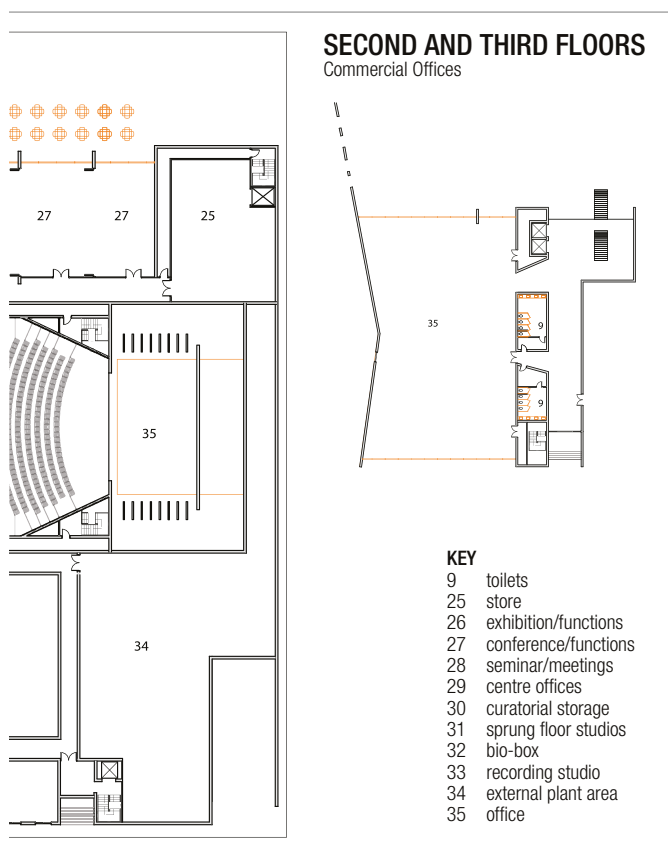 SECOND AND THIRD FLOORS
Commercial Offices
27
27
25
35
34
35
9
9
KEY
9 toilets
25 store
26 exhibition/functions
27 conference/functions
28 seminar/meetings
29 centre offices
30 curatorial storage
31 sprung floor studios
32 bio-box
33 recording studio
34 external plant area
35 office